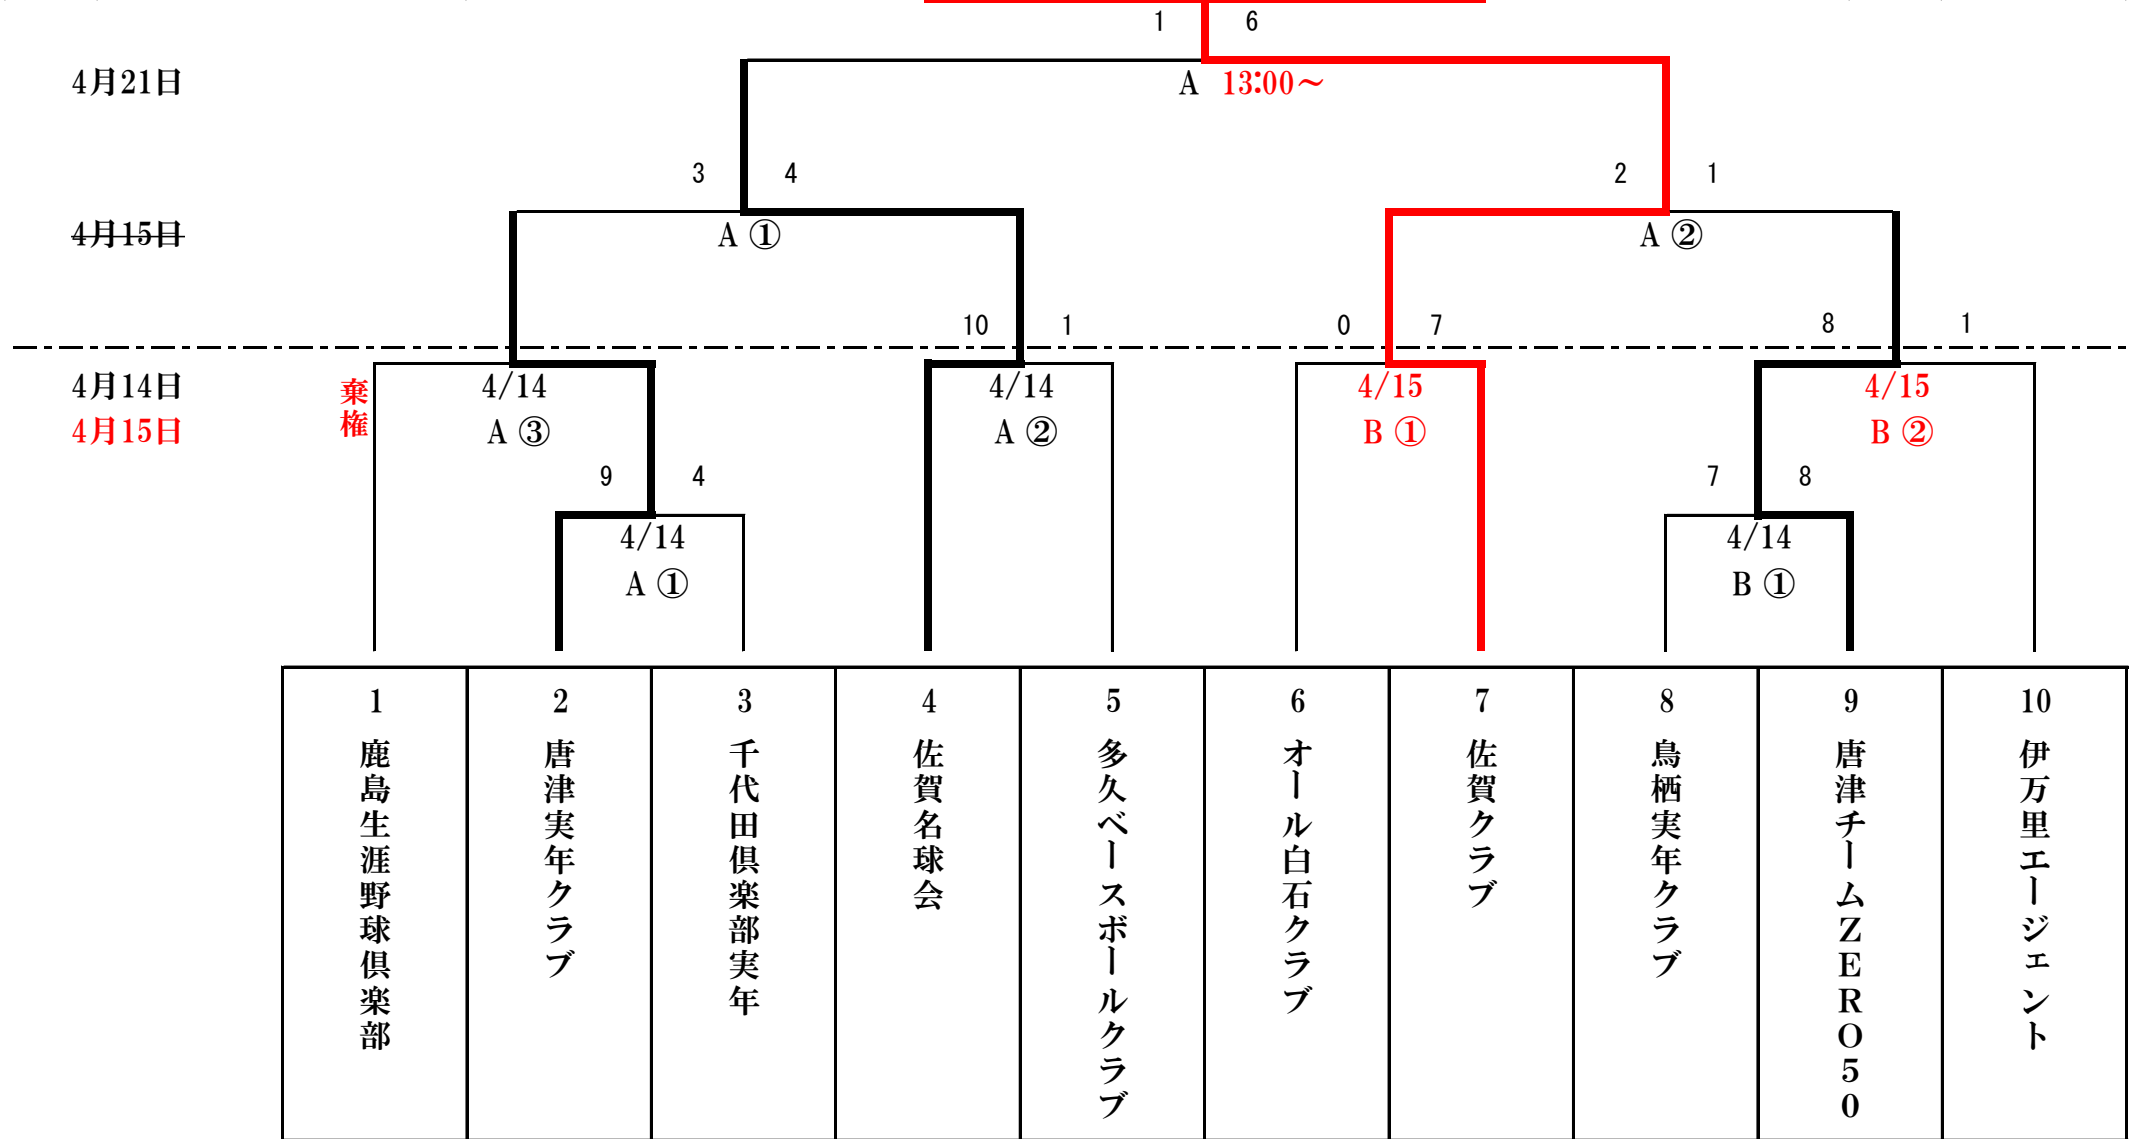 1 6
4月21日
A 13:00～
3 4
2 1
4月15日
A ①
A ②
10 1
0 7
8 1
4月14日
4月15日
棄権
4/14
A ③
4/14
A ②
4/15
B ①
4/15
B ②
9 4
7 8
4/14
A ①
4/14
B ①
1 鹿島生涯野球倶楽部
2 唐津実年クラブ
3 千代田倶楽部実年
4 佐賀名球会
5 多久ベースボールクラブ
6 オール白石クラブ
7 佐賀クラブ
8 鳥栖実年クラブ
9 唐津チームZERO50
10 伊万里エージェント